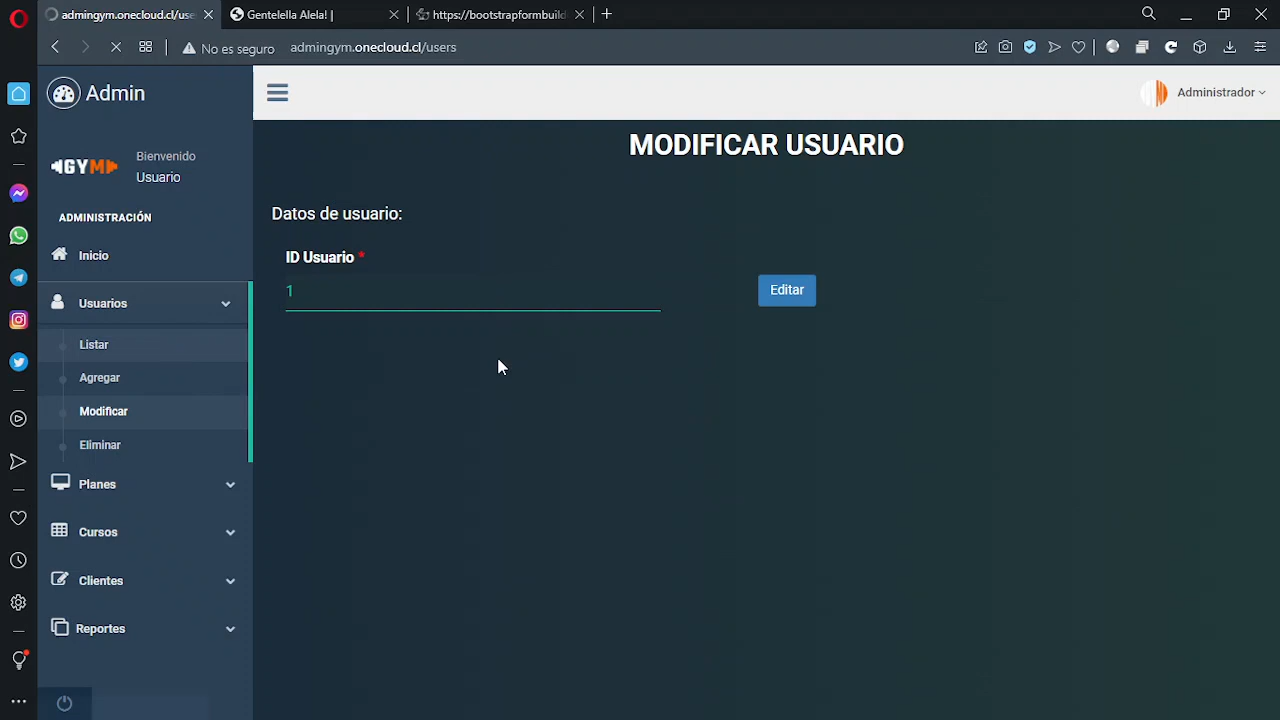 admingym.onecloud.cl/use
Gentelella Alela! |
https://bootstrapformbuild
No es seguro
admingym.onecloud.cl/users
Admin
Administrador
MODIFICAR USUARIO
GYM
Bienvenido
Usuario
ADMINISTRACIÓN
Datos de usuario:
Inicio
ID Usuario *
1
Editar
Usuarios
Listar
Agregar
Modificar
Eliminar
Planes
Cursos
Clientes
Reportes